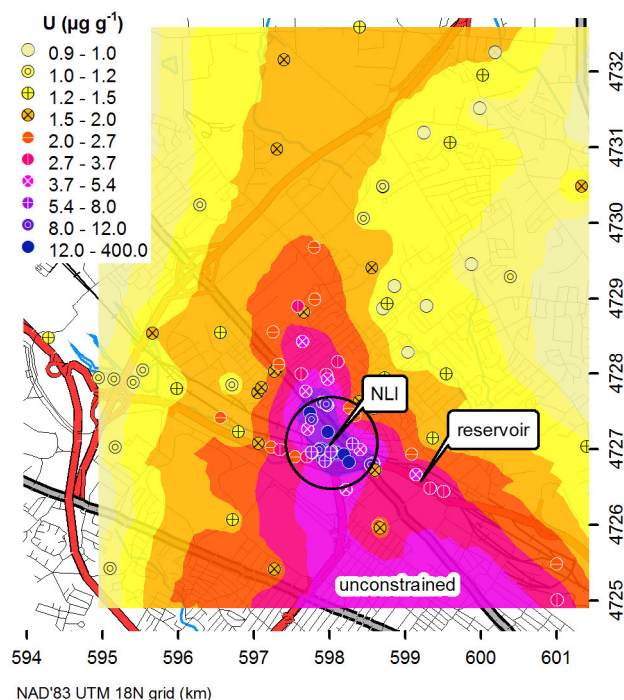 U (µg g⁻¹)
0.9 - 1.0
1.0 - 1.2
1.2 - 1.5
1.5 - 2.0
2.0 - 2.7
2.7 - 3.7
3.7 - 5.4
5.4 - 8.0
8.0 - 12.0
12.0 - 400.0
4732
4731
4730
4729
4728
4727
4726
4725
NLI
reservoir
unconstrained
594 595 596 597 598 599 600 601
NAD'83 UTM 18N grid (km)